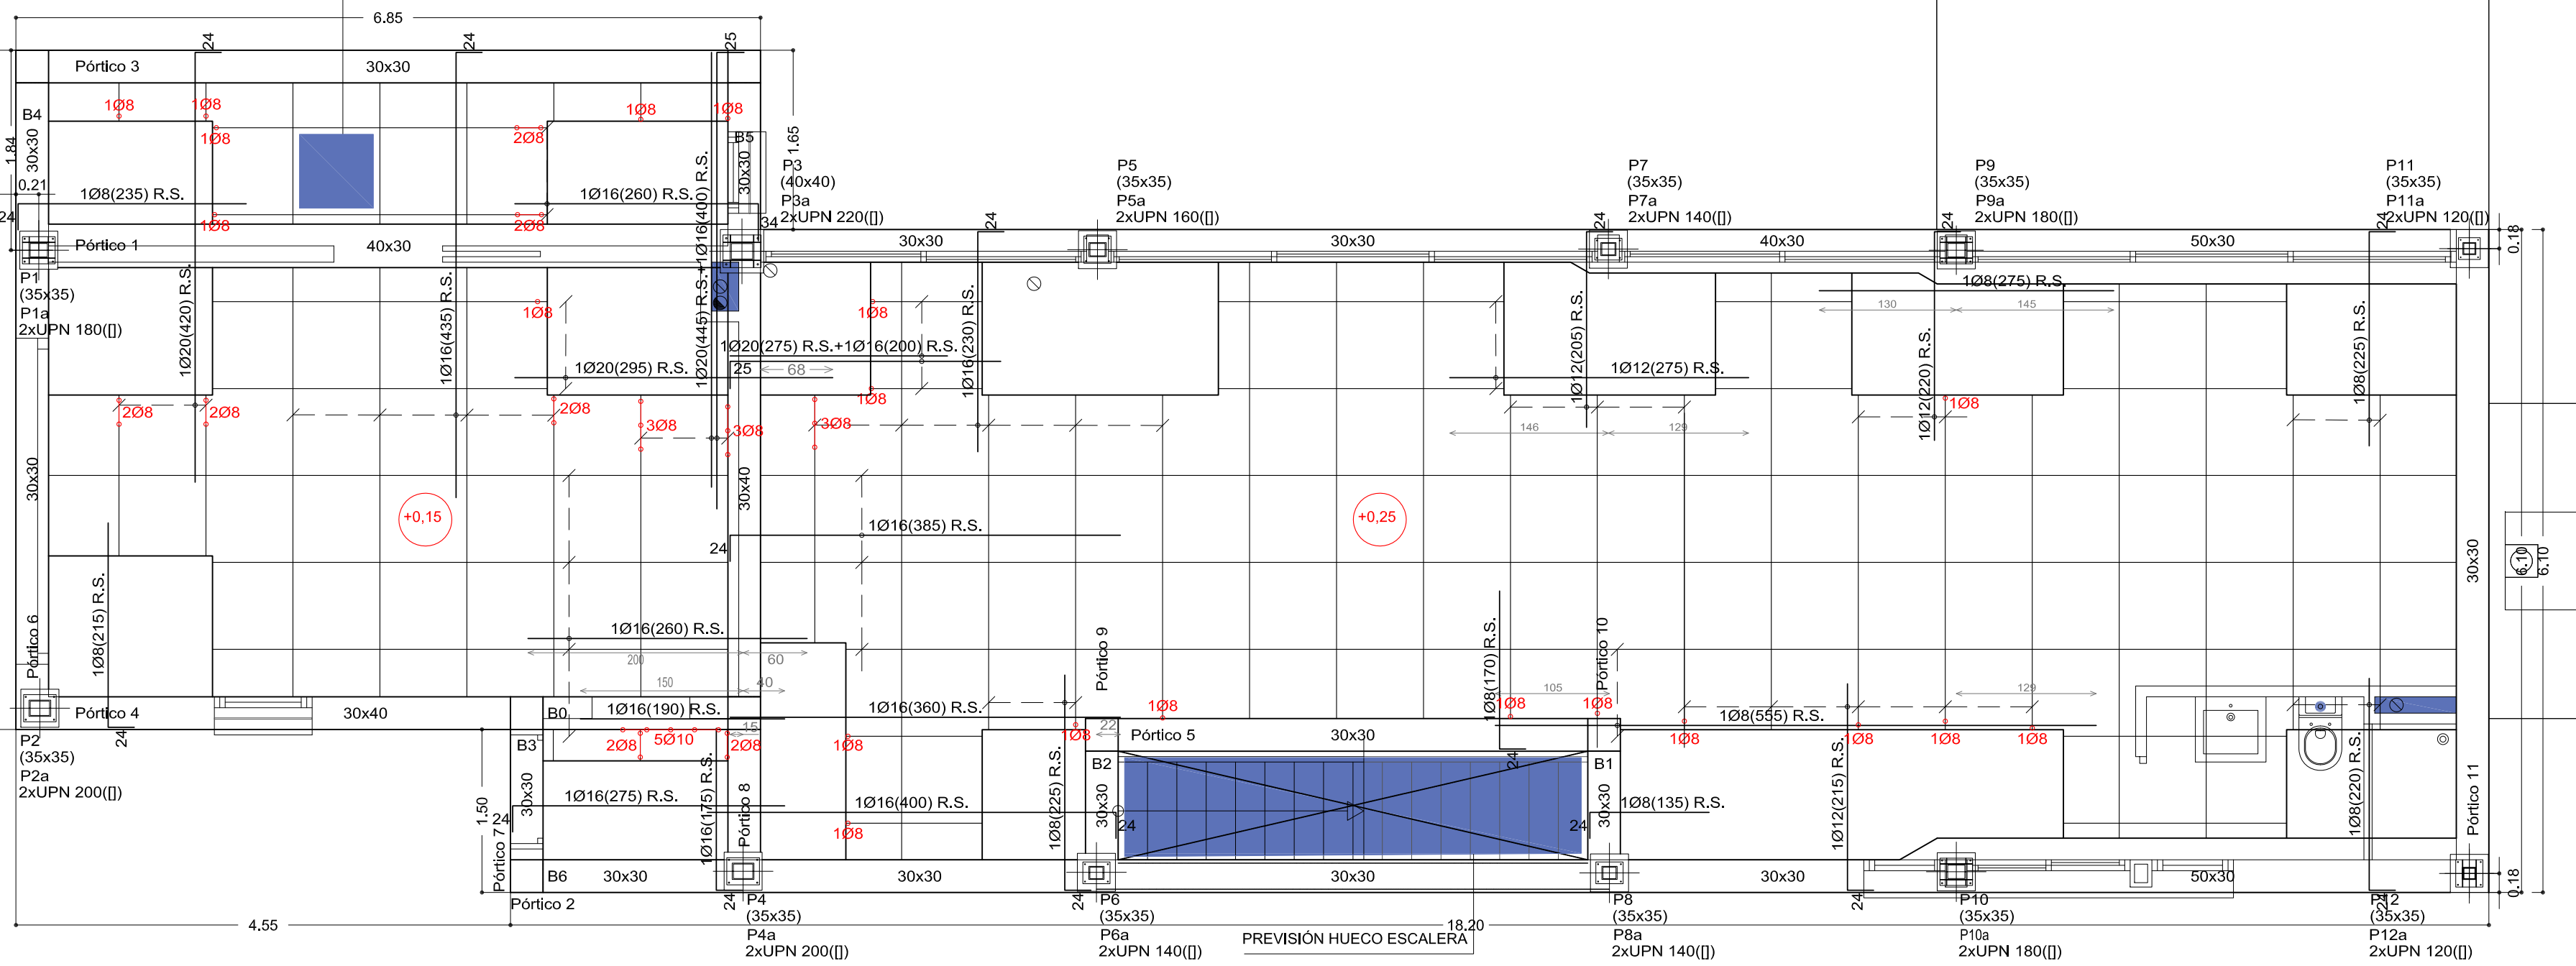 6.85
24
24
25
Pórtico 3
30x30
1Ø8
1Ø8
1Ø8
1Ø8
B4
1Ø8
2Ø8
B5
1.84
30x30
30x30
1.65
0.21
1Ø8(235) R.S.
1Ø16(260) R.S.
24
1Ø8
2Ø8
34
Pórtico 1
40x30
P1
(35x35)
P1a
2xUPN 180([])
P3
(40x40)
P3a
2xUPN 220([])
P5
(35x35)
P5a
2xUPN 160([])
P7
(35x35)
P7a
2xUPN 140([])
P9
(35x35)
P9a
2xUPN 180([])
P11
(35x35)
P11a
2xUPN 120([])
24
24
24
24
30x30
30x30
40x30
50x30
0.18
1Ø20(420) R.S.
1Ø16(435) R.S.
1Ø20(445) R.S.+1Ø16(400) R.S.
1Ø8
1Ø8
1Ø20(275) R.S.+1Ø16(200) R.S.
1Ø20(295) R.S.
25
68
1Ø8
1Ø16(230) R.S.
1Ø12(205) R.S.
1Ø12(275) R.S.
1Ø8(275) R.S.
130
145
1Ø12(220) R.S.
1Ø8(225) R.S.
2Ø8
2Ø8
2Ø8
3Ø8
3Ø8
3Ø8
1Ø8
146
129
30x30
30x40
+0,15
+0,25
1Ø16(385) R.S.
24
30x30
6.10
6.10
1Ø8(215) R.S.
Pórtico 6
1Ø16(260) R.S.
200
60
150
40
Pórtico 9
1Ø8(170) R.S.
Pórtico 10
105
129
Pórtico 4
30x40
B0
1Ø16(190) R.S.
1Ø16(360) R.S.
1Ø8
1Ø8
1Ø8
1Ø8(555) R.S.
24
15
22
1Ø8
2Ø8
5Ø10
2Ø8
1Ø8
1Ø8
1Ø8
1Ø8
1Ø8
P2
(35x35)
P2a
2xUPN 200([])
B3
Pórtico 5
30x30
24
B2
B1
1.50
30x30
1Ø16(275) R.S.
24
1Ø16(175) R.S.
Pórtico 8
1Ø16(400) R.S.
1Ø8
1Ø8(225) R.S.
30x30
24
24
30x30
1Ø8(135) R.S.
1Ø12(215) R.S.
1Ø8(220) R.S.
Pórtico 11
Pórtico 7
B6
30x30
30x30
30x30
30x30
50x30
0.18
Pórtico 2
24
24
24
24
P4
(35x35)
P4a
2xUPN 200([])
P6
(35x35)
P6a
2xUPN 140([])
P8
(35x35)
P8a
2xUPN 140([])
P10
(35x35)
P10a
2xUPN 180([])
P12
(35x35)
P12a
2xUPN 120([])
4.55
18.20
PREVISIÓN HUECO ESCALERA